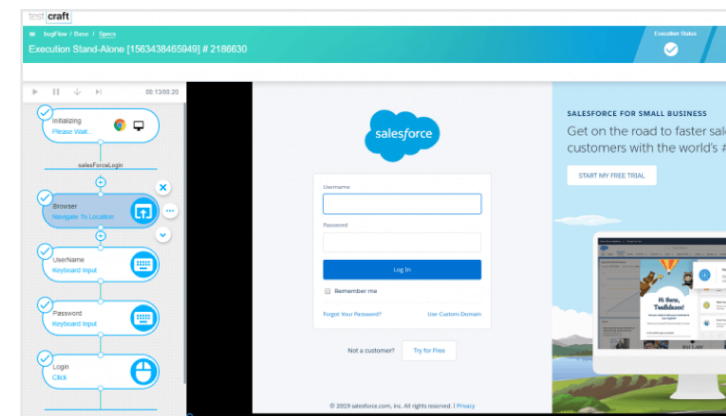 test craft
bugFlow / Base / Specs
Execution Stand-Alone [1563438465949] # 2186630
Execution Status
00:13/00:20
Initializing
Please Wait..
salesForceLogin
Browser
Navigate To Location
UserName
Keyboard Input
Password
Keyboard Input
Login
Click
salesforce
Username
Password
Log In
Remember me
Forgot Your Password?
Use Custom Domain
Not a customer?
Try for Free
© 2019 salesforce.com, inc. All rights reserved. | Privacy
SALESFORCE FOR SMALL BUSINESS
Get on the road to faster sal
customers with the world's #
START MY FREE TRIAL
Hi there,
Trailblazer!